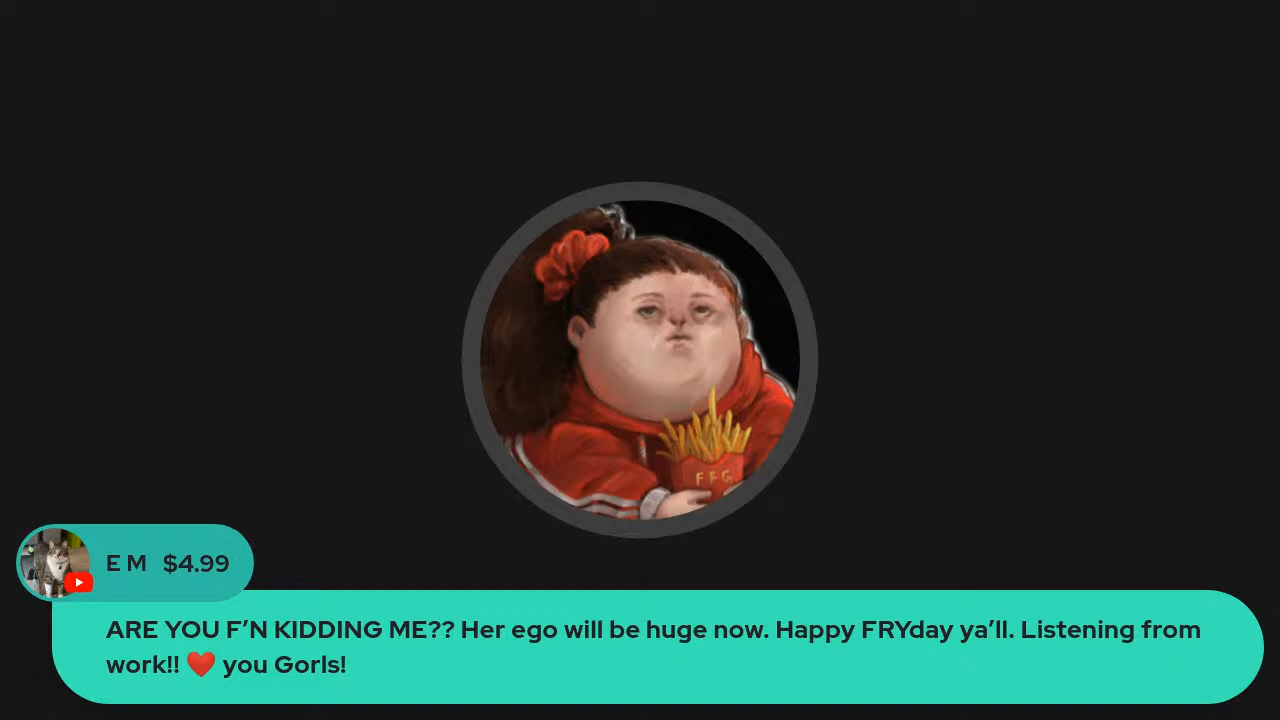 FFG
E M $4.99
ARE YOU F’N KIDDING ME?? Her ego will be huge now. Happy FRYday ya’ll. Listening from
work!! ❤️ you Gorls!